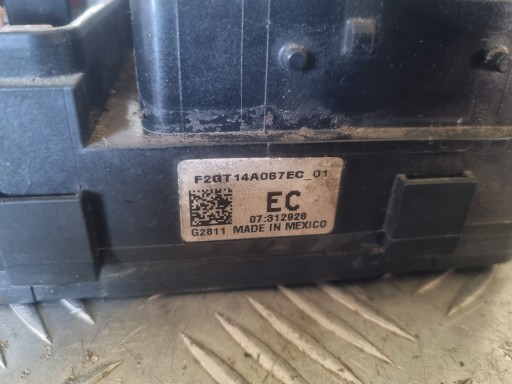 F2GT14A067EC_01
EC
07:312928
G2811 MADE IN MEXICO